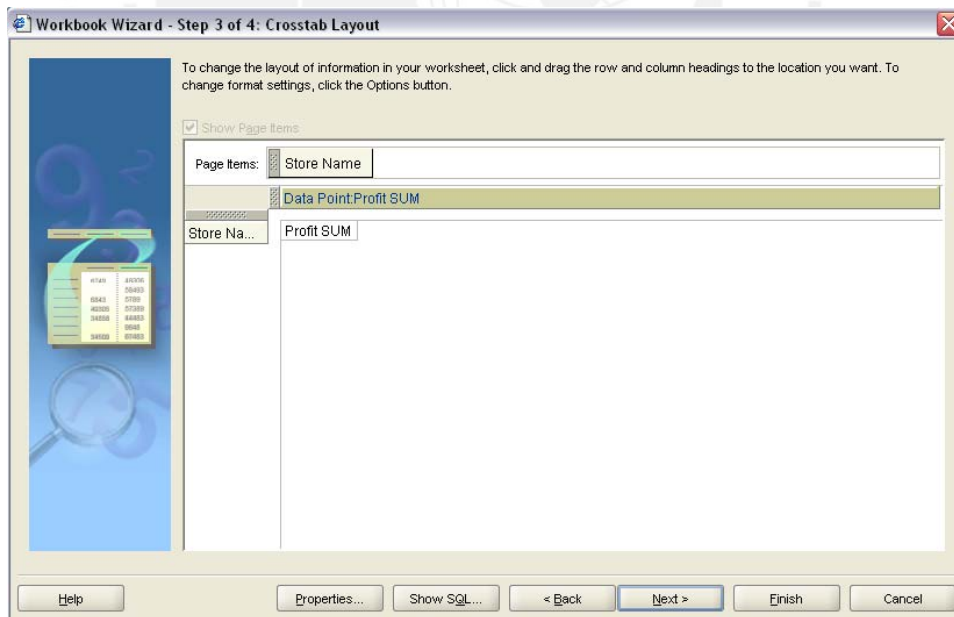 Workbook Wizard - Step 3 of 4: Crosstab Layout
To change the layout of information in your worksheet, click and drag the row and column headings to the location you want. To
change format settings, click the Options button.
Show Page Items
Page Items: Store Name
Data Point:Profit SUM
Store Na... Profit SUM
Help Properties... Show SQL... < Back Next > Finish Cancel